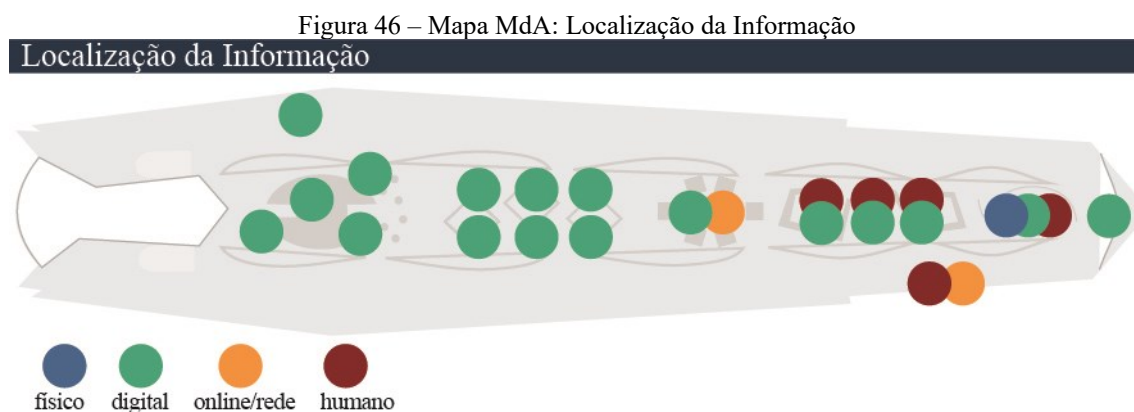 Figura 46 – Mapa MdA: Localização da Informação
Localização da Informação
físico digital online/rede humano